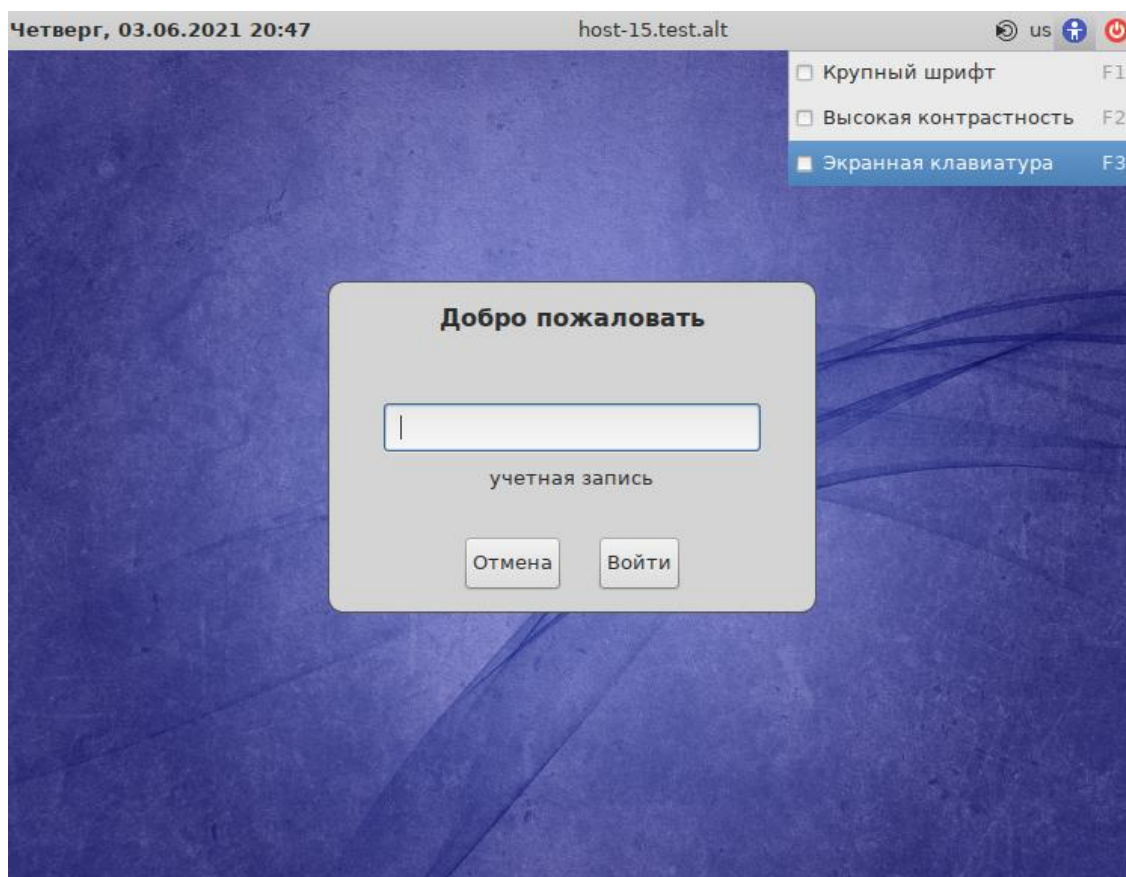 Четверг, 03.06.2021 20:47 host-15.test.alt us
Крупный шрифт F1
Высокая контрастность F2
Экранная клавиатура F3
Добро пожаловать
учетная запись
Отмена Войти